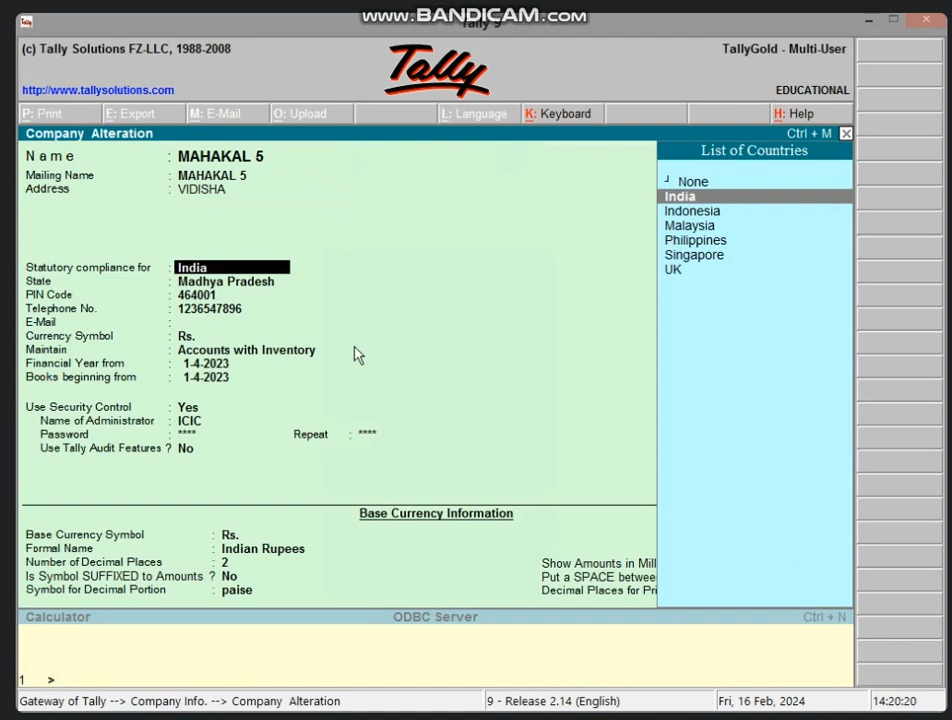 WWW.BANDICAM.COM
Tally 9
(c) Tally Solutions FZ-LLC, 1988-2008
Tally
TallyGold - Multi-User
http://www.tallysolutions.com
EDUCATIONAL
P: Print E: Export M: E-Mail O: Upload L: Language K: Keyboard H: Help
Company Alteration Ctrl + M
Name : MAHAKAL 5
Mailing Name : MAHAKAL 5
Address : VIDISHA
Statutory compliance for : India
State : Madhya Pradesh
PIN Code : 464001
Telephone No. : 1236547896
E-Mail :
Currency Symbol : Rs.
Maintain : Accounts with Inventory
Financial Year from : 1-4-2023
Books beginning from : 1-4-2023
Use Security Control : Yes
Name of Administrator : ICIC
Password : **** Repeat : ****
Use Tally Audit Features ? No
List of Countries
None
India
Indonesia
Malaysia
Philippines
Singapore
UK
Base Currency Information
Base Currency Symbol : Rs.
Formal Name : Indian Rupees
Number of Decimal Places : 2 Show Amounts in Mill
Is Symbol SUFFIXED to Amounts ? No Put a SPACE betwee
Symbol for Decimal Portion : paise Decimal Places for Pri
Calculator ODBC Server Ctrl + N
1 >
Gateway of Tally --> Company Info. --> Company Alteration 9 - Release 2.14 (English) Fri, 16 Feb, 2024 14:20:20